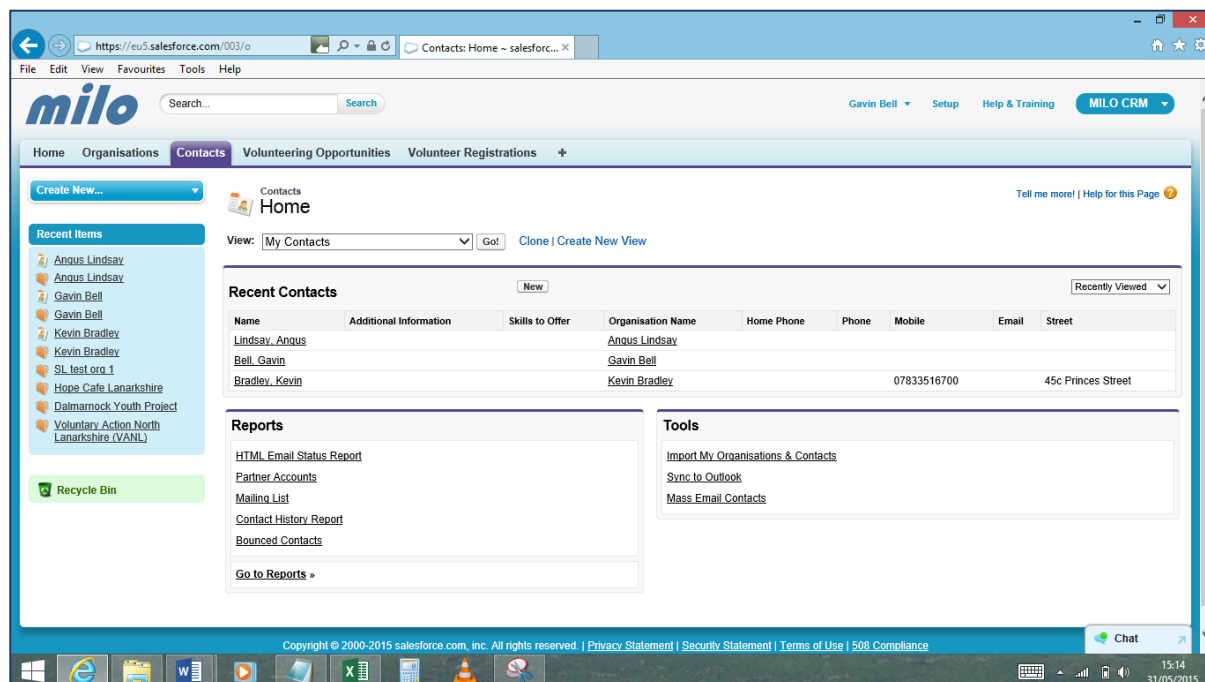 https://eu5.salesforce.com/003/o
Contacts: Home ~ salesforc...
File Edit View Favourites Tools Help
milo
Search...
Search
Gavin Bell
Setup
Help & Training
MILO CRM
Home
Organisations
Contacts
Volunteering Opportunities
Volunteer Registrations
+
Create New...
Recent Items
Angus Lindsay
Angus Lindsay
Gavin Bell
Gavin Bell
Kevin Bradley
Kevin Bradley
SL test org 1
Hope Cafe Lanarkshire
Dalmarnock Youth Project
Voluntary Action North
Lanarkshire (VANL)
Recycle Bin
Contacts
Home
Tell me more! | Help for this Page
View: My Contacts Go! Clone | Create New View
Recent Contacts New Recently Viewed
Name Additional Information Skills to Offer Organisation Name Home Phone Phone Mobile Email Street
Lindsay, Angus Angus Lindsay
Bell, Gavin Gavin Bell
Bradley, Kevin Kevin Bradley 07833516700 45c Princes Street
Reports
HTML Email Status Report
Partner Accounts
Mailing List
Contact History Report
Bounced Contacts
Go to Reports »
Tools
Import My Organisations & Contacts
Sync to Outlook
Mass Email Contacts
Copyright © 2000-2015 salesforce.com, inc. All rights reserved. | Privacy Statement | Security Statement | Terms of Use | 508 Compliance
Chat
15:14
31/05/2015